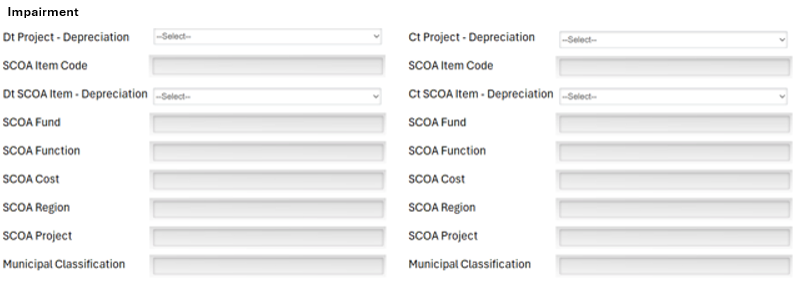 Impairment
Dt Project - Depreciation --Select-- Ct Project - Depreciation --Select--
SCOA Item Code SCOA Item Code
Dt SCOA Item - Depreciation --Select-- Ct SCOA Item - Depreciation --Select--
SCOA Fund SCOA Fund
SCOA Function SCOA Function
SCOA Cost SCOA Cost
SCOA Region SCOA Region
SCOA Project SCOA Project
Municipal Classification Municipal Classification